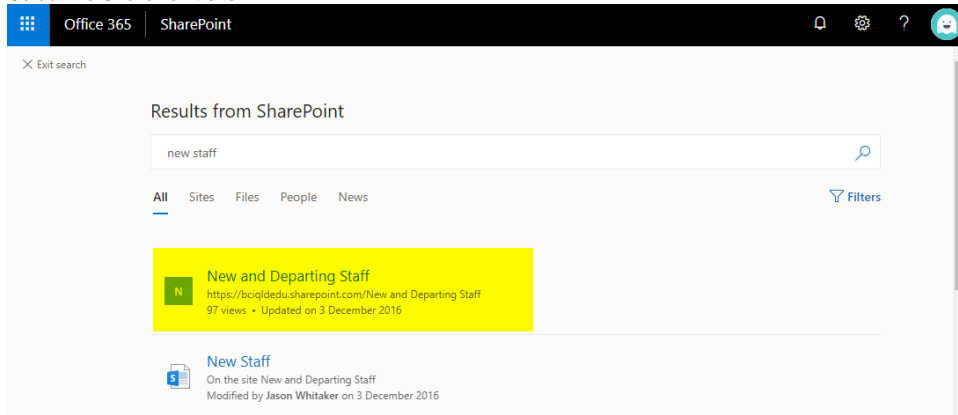 Office 365 SharePoint
Exit search
Results from SharePoint
new staff
All Sites Files People News Filters
N New and Departing Staff
https://bciqldedu.sharepoint.com/New and Departing Staff
97 views • Updated on 3 December 2016
New Staff
On the site New and Departing Staff
Modified by Jason Whitaker on 3 December 2016